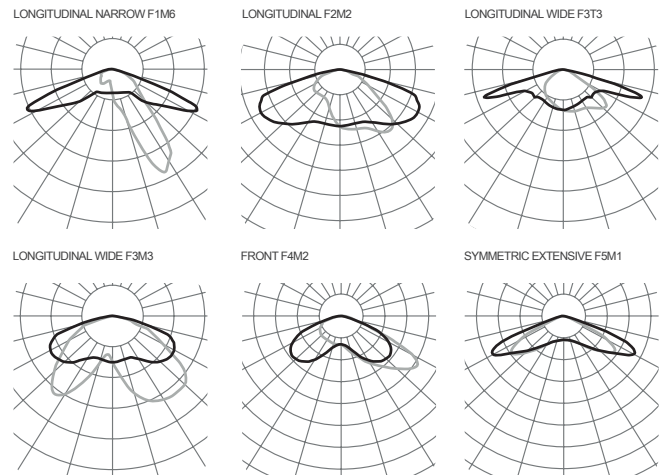 LONGITUDINAL NARROW F1M6
LONGITUDINAL F2M2
LONGITUDINAL WIDE F3T3
LONGITUDINAL WIDE F3M3
FRONT F4M2
SYMMETRIC EXTENSIVE F5M1